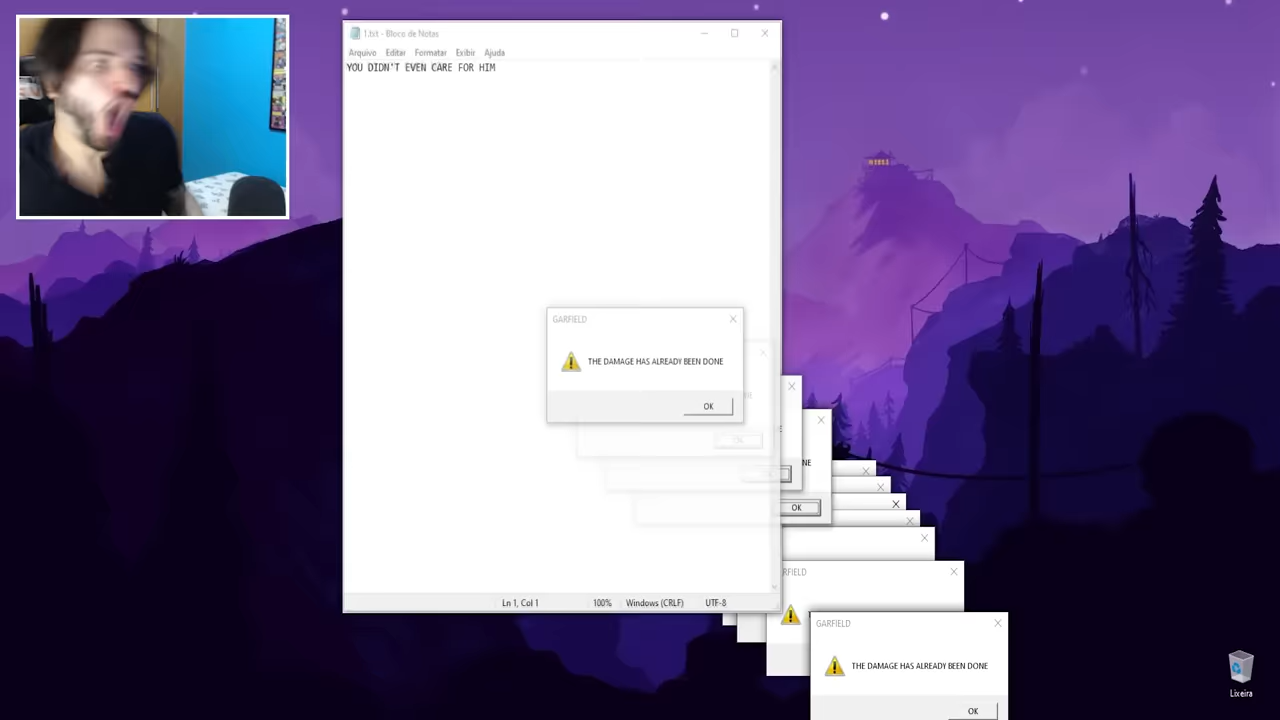 1.txt - Bloco de Notas
Arquivo Editar Formatar Exibir Ajuda
YOU DIDN'T EVEN CARE FOR HIM
GARFIELD
THE DAMAGE HAS ALREADY BEEN DONE
OK
NE
OK
GARFIELD
THE DAMAGE HAS ALREADY BEEN DONE
OK
Ln 1, Col 1 100% Windows (CRLF) UTF-8
Lixeira